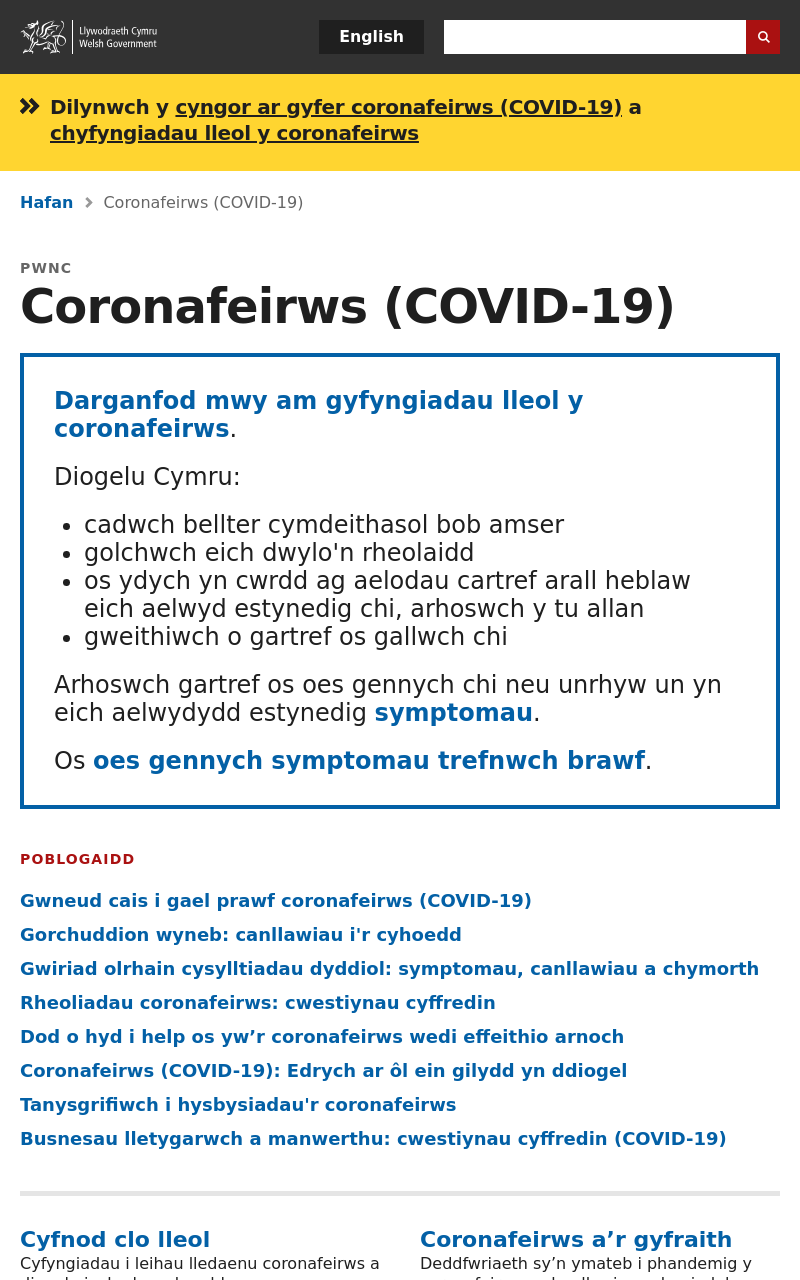 Llywodraeth Cymru
Welsh Government
English
Dilynwch y cyngor ar gyfer coronafeirws (COVID-19) a
chyfyngiadau lleol y coronafeirws
Hafan
Coronafeirws (COVID-19)
PWNC
Coronafeirws (COVID-19)
Darganfod mwy am gyfyngiadau lleol y
coronafeirws.
Diogelu Cymru:
cadwch bellter cymdeithasol bob amser
golchwch eich dwylo'n rheolaidd
os ydych yn cwrdd ag aelodau cartref arall heblaw
eich aelwyd estynedig chi, arhoswch y tu allan
gweithiwch o gartref os gallwch chi
Arhoswch gartref os oes gennych chi neu unrhyw un yn
eich aelwydydd estynedig symptomau.
Os oes gennych symptomau trefnwch brawf.
POBLOGAIDD
Gwneud cais i gael prawf coronafeirws (COVID-19)
Gorchuddion wyneb: canllawiau i'r cyhoedd
Gwiriad olrhain cysylltiadau dyddiol: symptomau, canllawiau a chymorth
Rheoliadau coronafeirws: cwestiynau cyffredin
Dod o hyd i help os yw’r coronafeirws wedi effeithio arnoch
Coronafeirws (COVID-19): Edrych ar ôl ein gilydd yn ddiogel
Tanysgrifiwch i hysbysiadau'r coronafeirws
Busnesau lletygarwch a manwerthu: cwestiynau cyffredin (COVID-19)
Cyfnod clo lleol
Cyfyngiadau i leihau lledaenu coronafeirws a
Coronafeirws a’r gyfraith
Deddfwriaeth sy’n ymateb i phandemig y